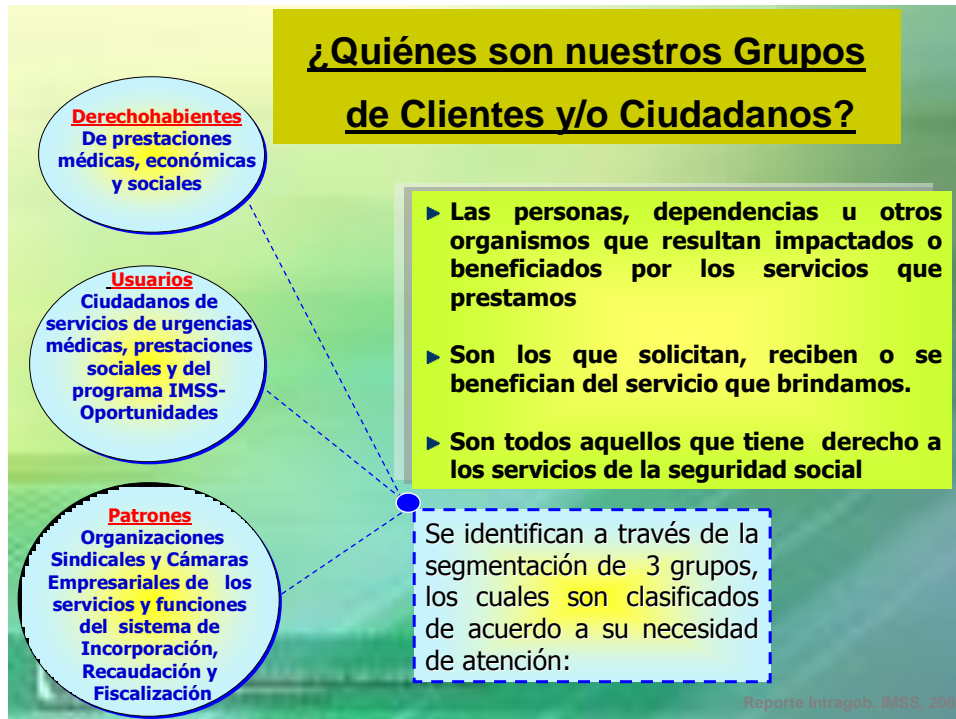 ¿Quiénes son nuestros Grupos
de Clientes y/o Ciudadanos?
Derechohabientes
De prestaciones
médicas, económicas
y sociales
Usuarios
Ciudadanos de
servicios de urgencias
médicas, prestaciones
sociales y del
programa IMSS-
Oportunidades
Patrones
Organizaciones
Sindicales y Cámaras
Empresariales de los
servicios y funciones
del sistema de
Incorporación,
Recaudación y
Fiscalización
Las personas, dependencias u otros
organismos que resultan impactados o
beneficiados por los servicios que
prestamos
Son los que solicitan, reciben o se
benefician del servicio que brindamos.
Son todos aquellos que tiene derecho a
los servicios de la seguridad social
Se identifican a través de la
segmentación de 3 grupos,
los cuales son clasificados
de acuerdo a su necesidad
de atención:
Reporte Intragob. IMSS,